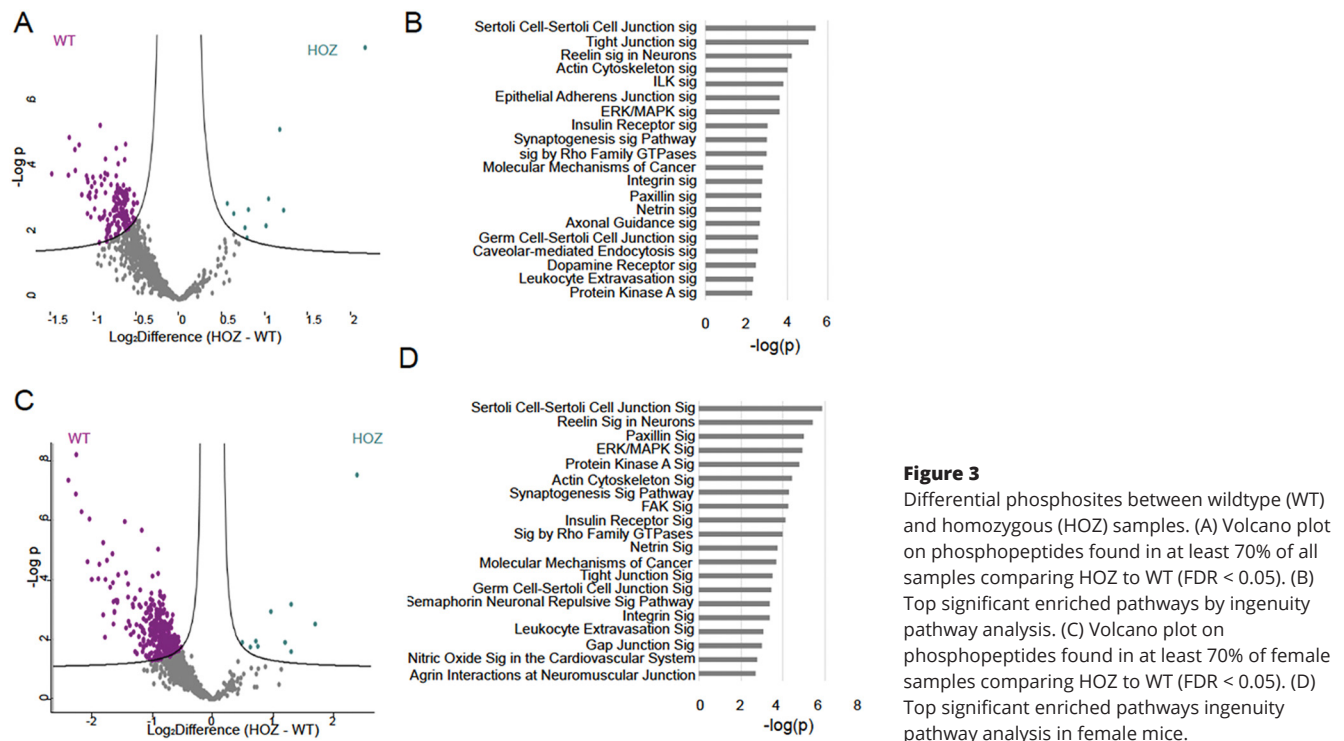 A
WT
HOZ
6
4
2
0
-Log p
-1.5 -1 -0.5 0 0.5 1 1.5 2
Log₂Difference (HOZ - WT)
B
Sertoli Cell-Sertoli Cell Junction sig
Tight Junction sig
Reelin sig in Neurons
Actin Cytoskeleton sig
ILK sig
Epithelial Adherens Junction sig
ERK/MAPK sig
Insulin Receptor sig
Synaptogenesis sig Pathway
sig by Rho Family GTPases
Molecular Mechanisms of Cancer
Integrin sig
Paxillin sig
Netrin sig
Axonal Guidance sig
Germ Cell-Sertoli Cell Junction sig
Caveolar-mediated Endocytosis sig
Dopamine Receptor sig
Leukocyte Extravasation sig
Protein Kinase A sig
0 2 4 6
-log(p)
C
WT
HOZ
8
6
4
2
0
-Log p
-2 -1 0 1 2
Log₂Difference (HOZ - WT)
D
Sertoli Cell-Sertoli Cell Junction Sig
Reelin Sig in Neurons
Paxillin Sig
ERK/MAPK Sig
Protein Kinase A Sig
Actin Cytoskeleton Sig
Synaptogenesis Sig Pathway
FAK Sig
Insulin Receptor Sig
Sig by Rho Family GTPases
Netrin Sig
Molecular Mechanisms of Cancer
Tight Junction Sig
Germ Cell-Sertoli Cell Junction Sig
Semaphorin Neuronal Repulsive Sig Pathway
Integrin Sig
Leukocyte Extravasation Sig
Gap Junction Sig
Nitric Oxide Sig in the Cardiovascular System
Agrin Interactions at Neuromuscular Junction
0 2 4 6 8
-log(p)
Figure 3
Differential phosphosites between wildtype (WT)
and homozygous (HOZ) samples. (A) Volcano plot
on phosphopeptides found in at least 70% of all
samples comparing HOZ to WT (FDR < 0.05). (B)
Top significant enriched pathways by ingenuity
pathway analysis. (C) Volcano plot on
phosphopeptides found in at least 70% of female
samples comparing HOZ to WT (FDR < 0.05). (D)
Top significant enriched pathways ingenuity
pathway analysis in female mice.